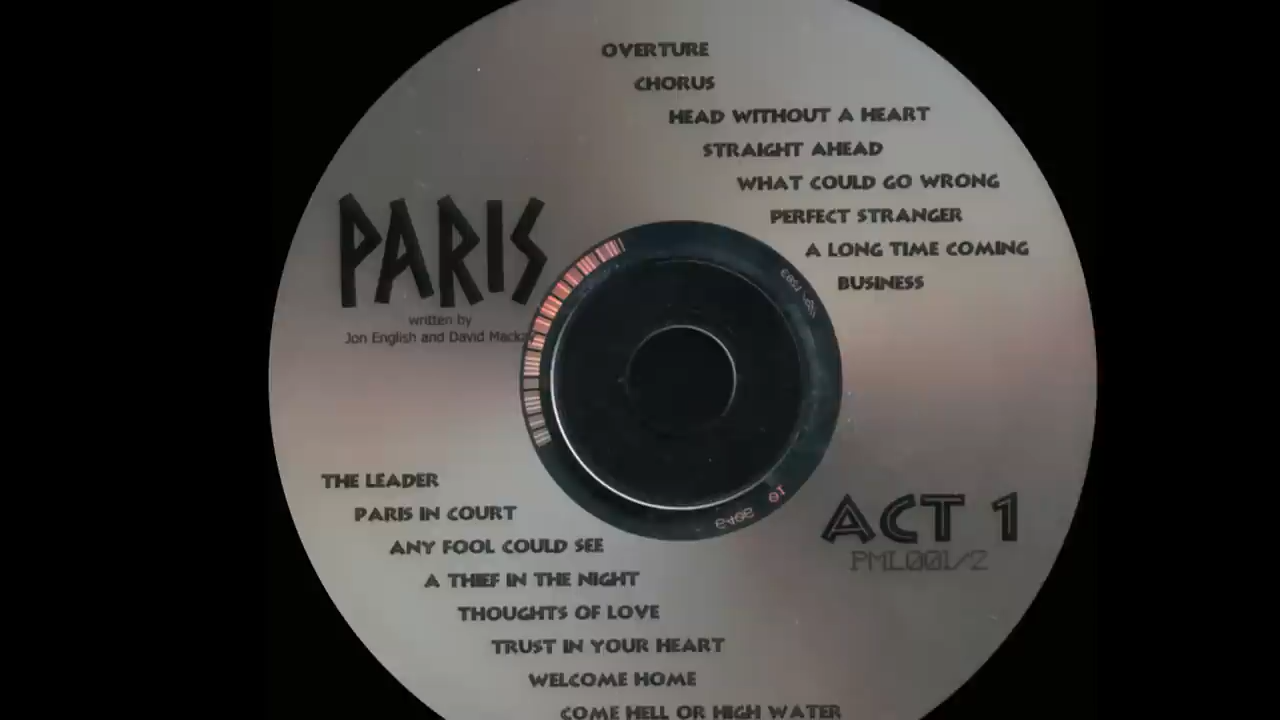 OVERTURE
CHORUS
HEAD WITHOUT A HEART
STRAIGHT AHEAD
WHAT COULD GO WRONG
PERFECT STRANGER
A LONG TIME COMING
BUSINESS
PARIS
written by
Jon English and David
THE LEADER
PARIS IN COURT
ANY FOOL COULD SEE
A THIEF IN THE NIGHT
THOUGHTS OF LOVE
TRUST IN YOUR HEART
WELCOME HOME
COME HELL OR HIGH WATER
ACT 1
PML001/2